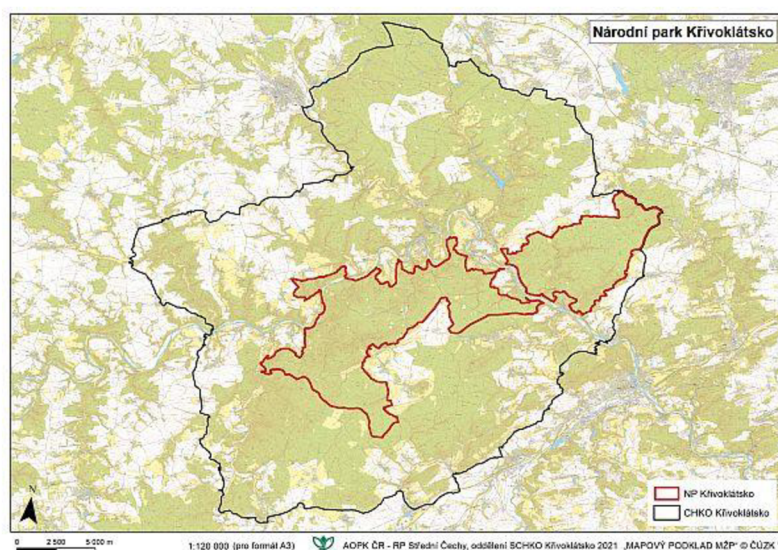 Národní park Křivoklátsko
N
NP Křivoklátsko
CHKO Křivoklátsko
0 2 500 5 000 m
1:120 000 (pro formát A3)
AOPK ČR - RP Střední Čechy, oddělení SCHKO Křivoklátsko 2021 „MAPOVÝ PODKLAD MŽP“ © ČÚZK